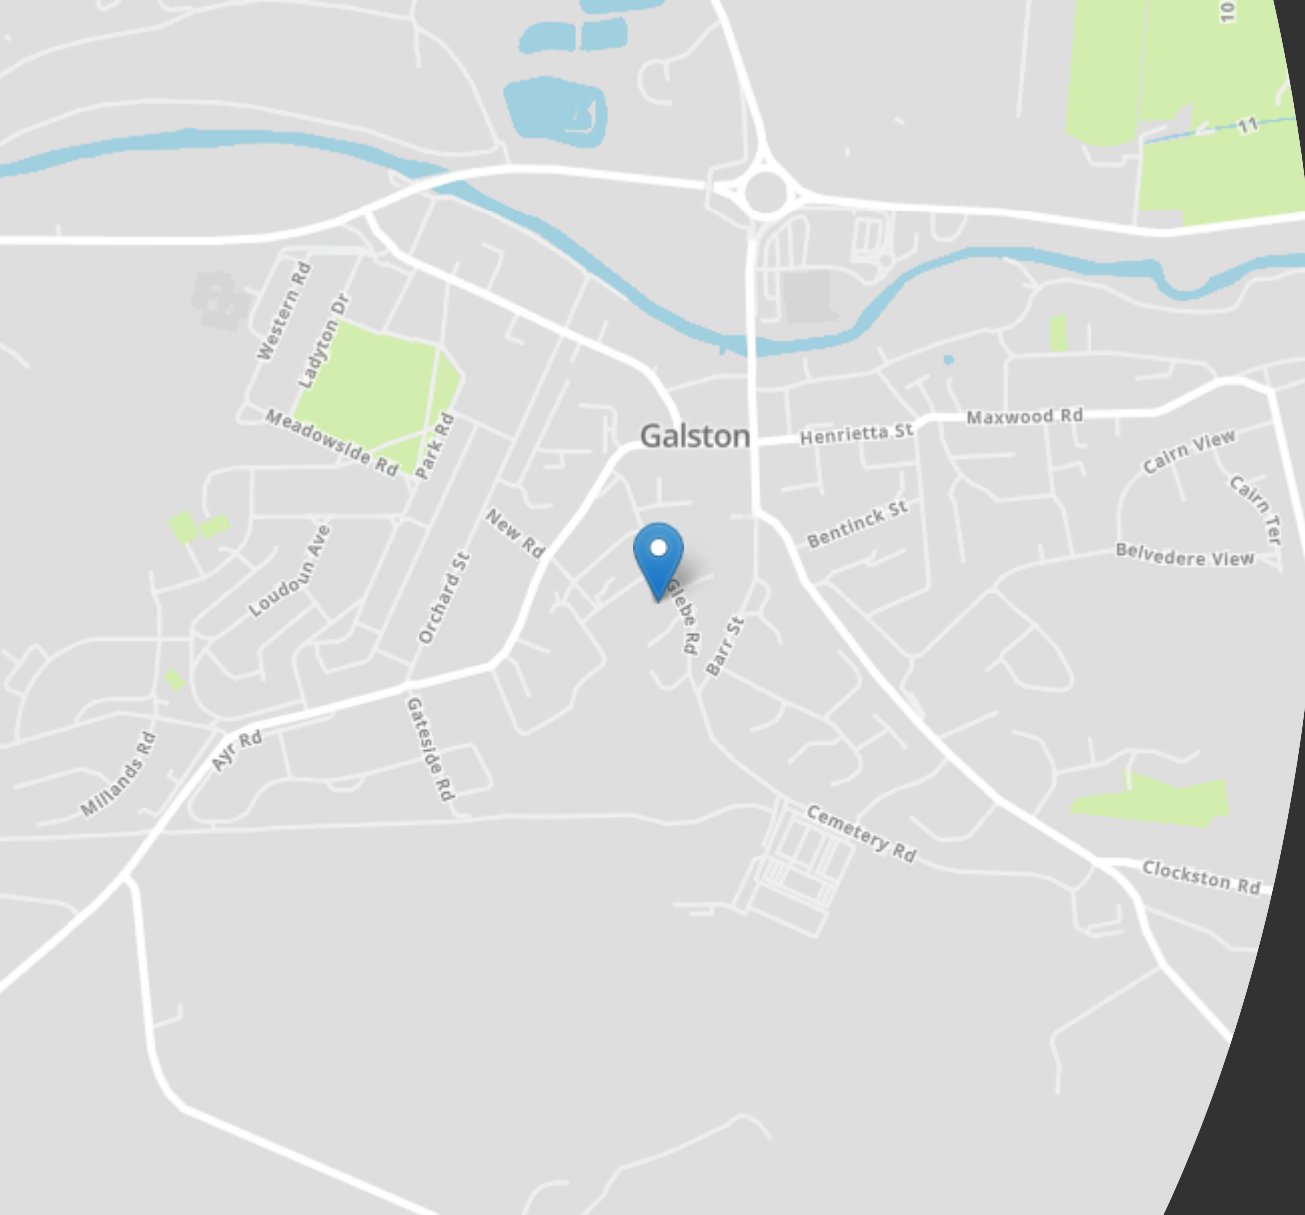 10
11
Western Rd
Ladyton Dr
Meadowside Rd
Park Rd
Galston
Henrietta St
Maxwood Rd
Cairn View
Cairn Ter
New Rd
Bentinck St
Belvedere View
Loudoun Ave
Orchard St
Glebe Rd
Barr St
Gateside Rd
Ayr Rd
Millands Rd
Cemetery Rd
Clockston Rd